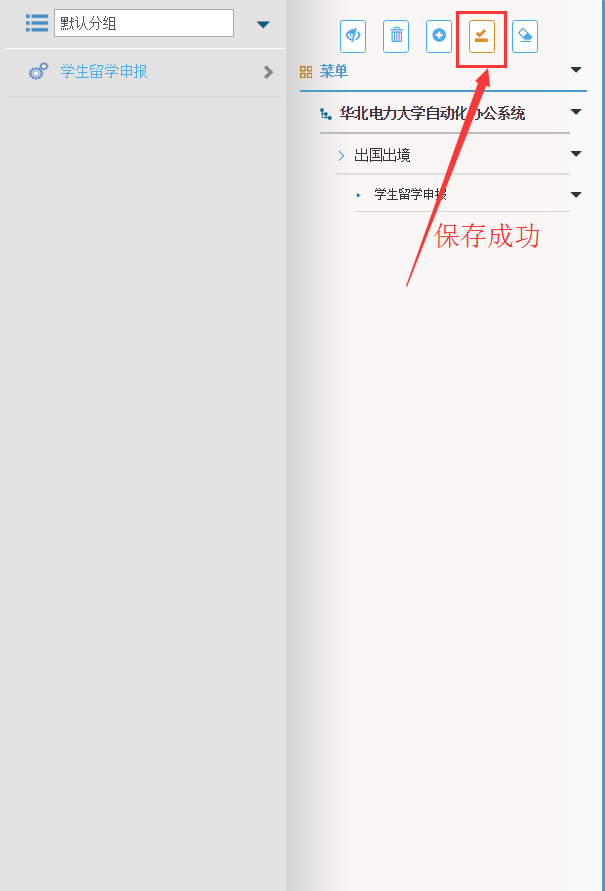 默认分组
学生留学申报
菜单
华北电力大学自动化办公系统
出国出境
学生留学申报
保存成功